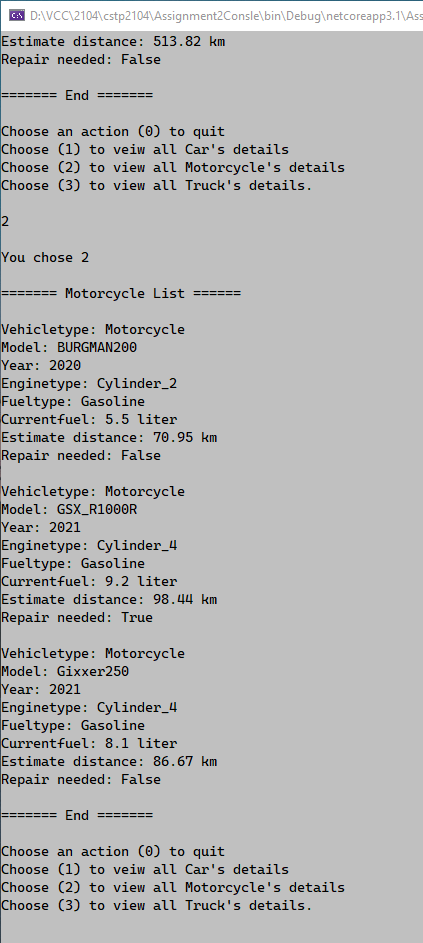 D:\VCC\2104\cstp2104\Assignment2Consle\bin\Debug\netcoreapp3.1\Ass
Estimate distance: 513.82 km
Repair needed: False
======= End =======
Choose an action (0) to quit
Choose (1) to veiw all Car's details
Choose (2) to view all Motorcycle's details
Choose (3) to view all Truck's details.
2
You chose 2
======= Motorcycle List ======
Vehicletype: Motorcycle
Model: BURGMAN200
Year: 2020
Enginetype: Cylinder_2
Fueltype: Gasoline
Currentfuel: 5.5 liter
Estimate distance: 70.95 km
Repair needed: False
Vehicletype: Motorcycle
Model: GSX_R1000R
Year: 2021
Enginetype: Cylinder_4
Fueltype: Gasoline
Currentfuel: 9.2 liter
Estimate distance: 98.44 km
Repair needed: True
Vehicletype: Motorcycle
Model: Gixxer250
Year: 2021
Enginetype: Cylinder_4
Fueltype: Gasoline
Currentfuel: 8.1 liter
Estimate distance: 86.67 km
Repair needed: False
======= End =======
Choose an action (0) to quit
Choose (1) to veiw all Car's details
Choose (2) to view all Motorcycle's details
Choose (3) to view all Truck's details.